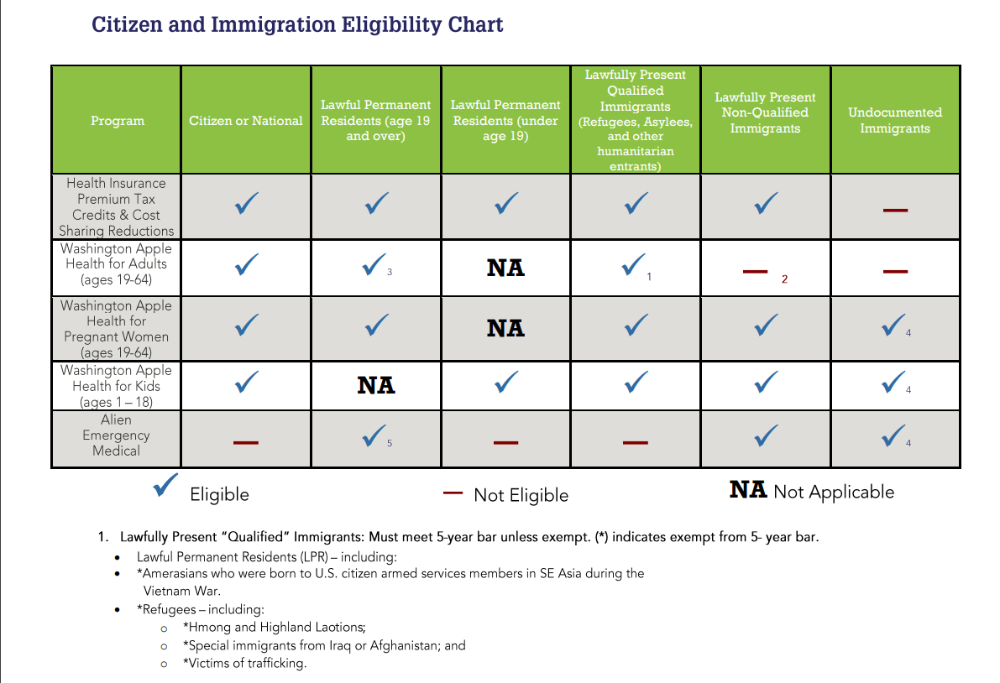 Citizen and Immigration Eligibility Chart
Program
Citizen or National
Lawful Permanent
Residents (age 19
and over)
Lawful Permanent
Residents (under
age 19)
Lawfully Present
Qualified
Immigrants
(Refugees, Asylees,
and other
humanitarian
entrants)
Lawfully Present
Non-Qualified
Immigrants
Undocumented
Immigrants
Health Insurance
Premium Tax
Credits & Cost
Sharing Reductions
Washington Apple
Health for Adults
(ages 19-64)
3
NA
1
2
Washington Apple
Health for
Pregnant Women
(ages 19-64)
NA
4
Washington Apple
Health for Kids
(ages 1 – 18)
NA
4
Alien
Emergency
Medical
5
4
Eligible
Not Eligible
NA Not Applicable
1. Lawfully Present "Qualified" Immigrants: Must meet 5-year bar unless exempt. (*) indicates exempt from 5- year bar.
• Lawful Permanent Residents (LPR) – including:
• *Amerasians who were born to U.S. citizen armed services members in SE Asia during the
Vietnam War.
• *Refugees – including:
o *Hmong and Highland Laotions;
o *Special immigrants from Iraq or Afghanistan; and
o *Victims of trafficking.